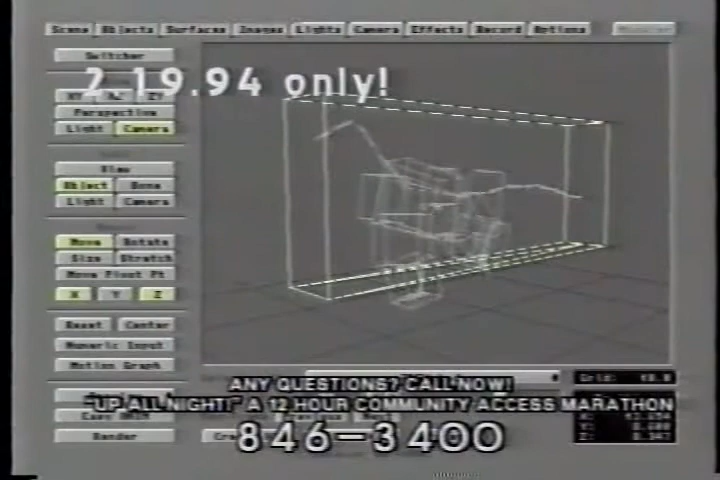 Scene Objects Surfaces Images Lights Camera Effects Record Options
Switcher
2.19.94 only!
Perspective
Light Camera
View
Object Bone
Light Camera
Move Rotate
Size Stretch
Move Pivot Pt
X Y Z
Reset Center
Numeric Input
Motion Graph
ANY QUESTIONS? CALL NOW!
Grid:
"UP ALL NIGHT!" A 12 HOUR COMMUNITY ACCESS MARATHON
Render
846-3400